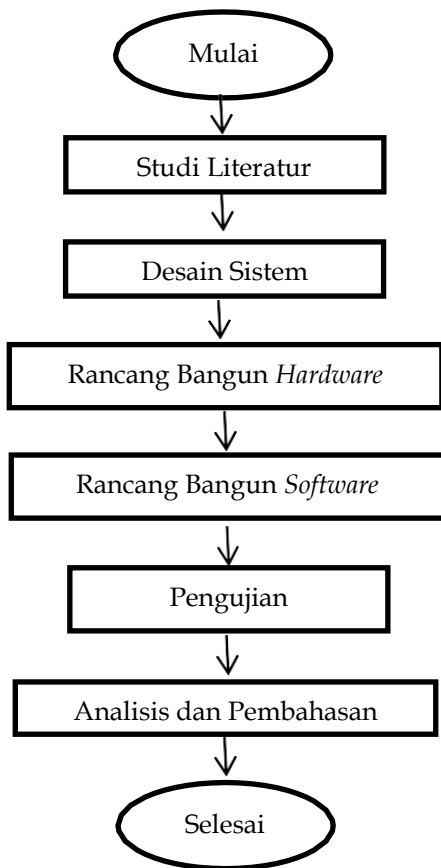 Mulai
Studi Literatur
Desain Sistem
Rancang Bangun Hardware
Rancang Bangun Software
Pengujian
Analisis dan Pembahasan
Selesai